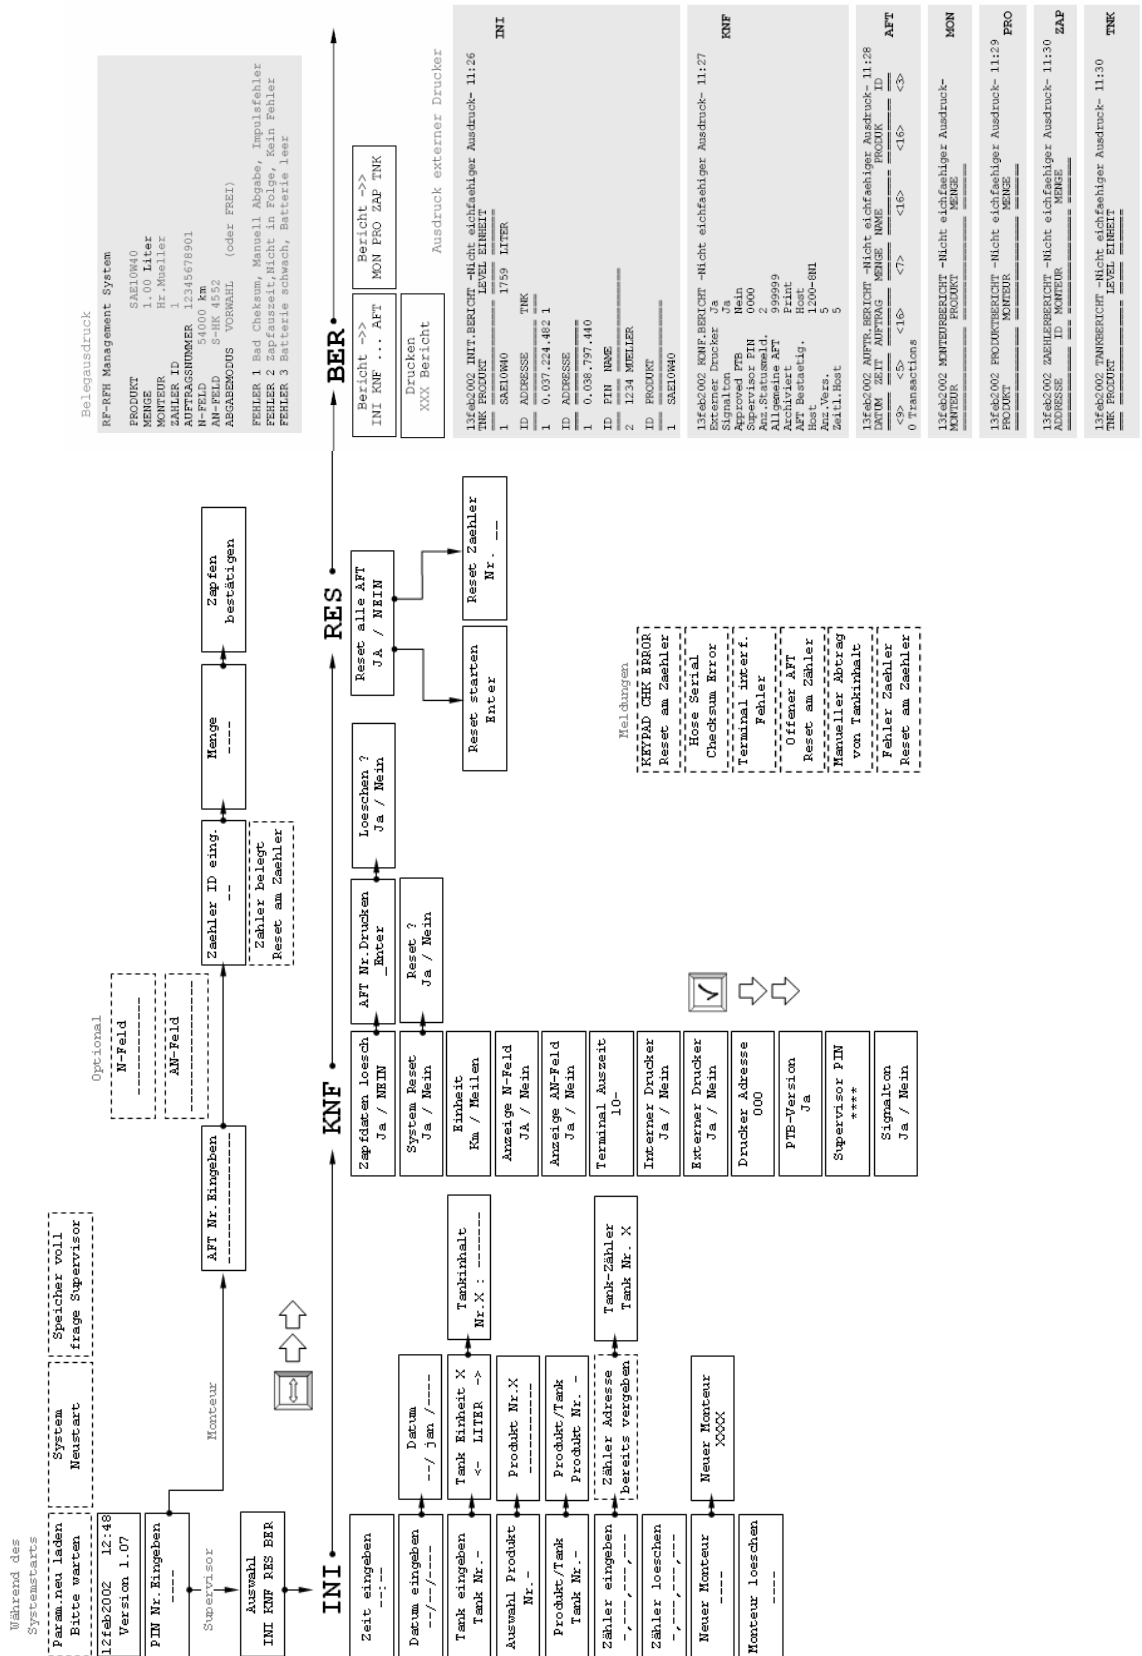 Während des
Systemstarts
Param.neu laden
Bitte warten
System
Neustart
Speicher voll
frage Supervisor
12feb2002 12:48
Version 1.07
PIN Nr.Eingeben
----
Supervisor
Monteur
Auswahl
INI KNF RES BER
AFT Nr.Eingeben
Optional
N-Feld
AN-Feld
Zaehler ID eing.
--
Zähler belegt
Reset am Zaehler
Menge
----
Zapfen
bestätigen
INI
KNF
RES
BER
Zeit eingeben
--:--
Datum eingeben
--/--/----
Datum
--/ jan /----
Tank eingeben
Tank Nr.-
Tank Einheit X
<- LITER ->
Tankinhalt
Nr.X : ------
Auswahl Produkt
Nr.-
Produkt Nr.X
Produkt/Tank
Tank Nr.-
Produkt/Tank
Produkt Nr. -
Zähler eingeben
-,---,---,---
Zähler Adresse
bereits vergeben
Tank-Zähler
Tank Nr. X
Zähler loeschen
-,---,---,---
Neuer Monteur
----
Neuer Monteur
XXXX
Monteur loeschen
----
Zapfdaten loesch
Ja / NEIN
AFT Nr.Drucken
_Enter
Loeschen ?
Ja / Nein
System Reset
Ja / Nein
Reset ?
Ja / Nein
Einheit
Km / Meilen
Anzeige N-Feld
JA / Nein
Anzeige AN-Feld
Ja / Nein
Terminal Auszeit
10-
Interner Drucker
Ja / Nein
Externer Drucker
Ja / Nein
Drucker Adresse
000
PTB-Version
Ja
Supervisor PIN
****
Signalton
Ja / Nein
Reset alle AFT
JA / NEIN
Reset starten
Enter
Reset Zaehler
Nr. __
Meldungen
KEYPAD CHK ERROR
Reset am Zaehler
Hose Serial
Checksum Error
Terminal interf.
Fehler
Offener AFT
Reset am Zähler
Manueller Abtrag
von Tankinhalt
Fehler Zaehler
Reset am Zaehler
Belegausdruck
RF-RFH Management System
PRODUKT SAE10W40
MENGE 1.00 Liter
MONTEUR Hr.Mueller
ZAHLER ID 1
AUFTRAGSNUMMER 12345678901
N-FELD 54000 km
AN-FELD S-HK 4552
ABGABEMODUS VORWAHL (oder FREI)
FEHLER 1 Bad Cheksum, Manuell Abgabe, Impulsfehler
FEHLER 2 Zapfauszeit,Nicht in Folge, Kein Fehler
FEHLER 3 Batterie schwach, Batterie leer
Bericht ->>
INI KNF ... AFT
Bericht ->>
MON PRO ZAP TNK
Drucken
XXX Bericht
Ausdruck externer Drucker
13feb2002 INIT.BERICHT -Nicht eichfaehiger Ausdruck- 11:26
INI
TNK PRODUKT LEVEL EINHEIT
1 SAE10W40 1759 LITER
ID ADDRESSE TNK
1 0.037.224.482 1
ID ADDRESSE
1 0.038.797.440
ID PIN NAME
2 1234 MUELLER
ID PRODUKT
1 SAE10W40
13feb2002 KONF.BERICHT -Nicht eichfaehiger Ausdruck- 11:27
KNF
Externer Drucker Ja
Signalton Ja
Approved PTB Nein
Supervisor PIN 0000
Anz.Statusmeld. 2
Allgemeine AFT 999999
Archiviert Print
AFT Bestaetig. Host
Host 1200-8N1
Anz.Vers. 5
Zeitl.Host 5
13feb2002 AUFTR.BERICHT -Nicht eichfaehiger Ausdruck- 11:28
AFT
DATUM ZEIT AUFTRAG MENGE NAME PRODUK ID
<9> <5> <16> <7> <16> <16> <3>
0 Transactions
13feb2002 MONTEURBERICHT -Nicht eichfaehiger Ausdruck-
MON
MONTEUR PRODUKT MENGE
13feb2002 PRODUKTBERICHT -Nicht eichfaehiger Ausdruck- 11:29
PRO
PRODUKT MONTEUR MENGE
13feb2002 ZAEHLERBERICHT -Nicht eichfaehiger Ausdruck- 11:30
ZAP
ADDRESSE ID MONTEUR MENGE
13feb2002 TANKBERICHT -Nicht eichfaehiger Ausdruck- 11:30
TNK
TNK PRODUKT LEVEL EINHEIT